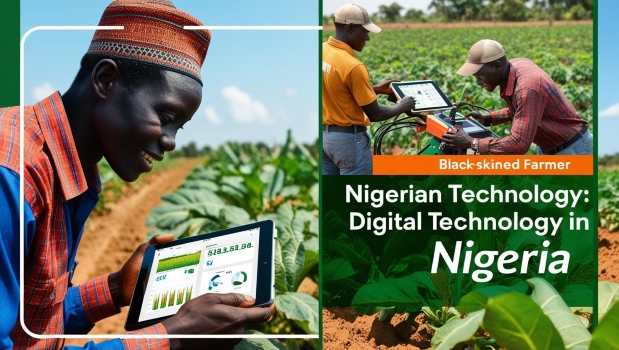 Black-skined Farmer
Nigerian Technology:
Digital Technology in
Nigeria